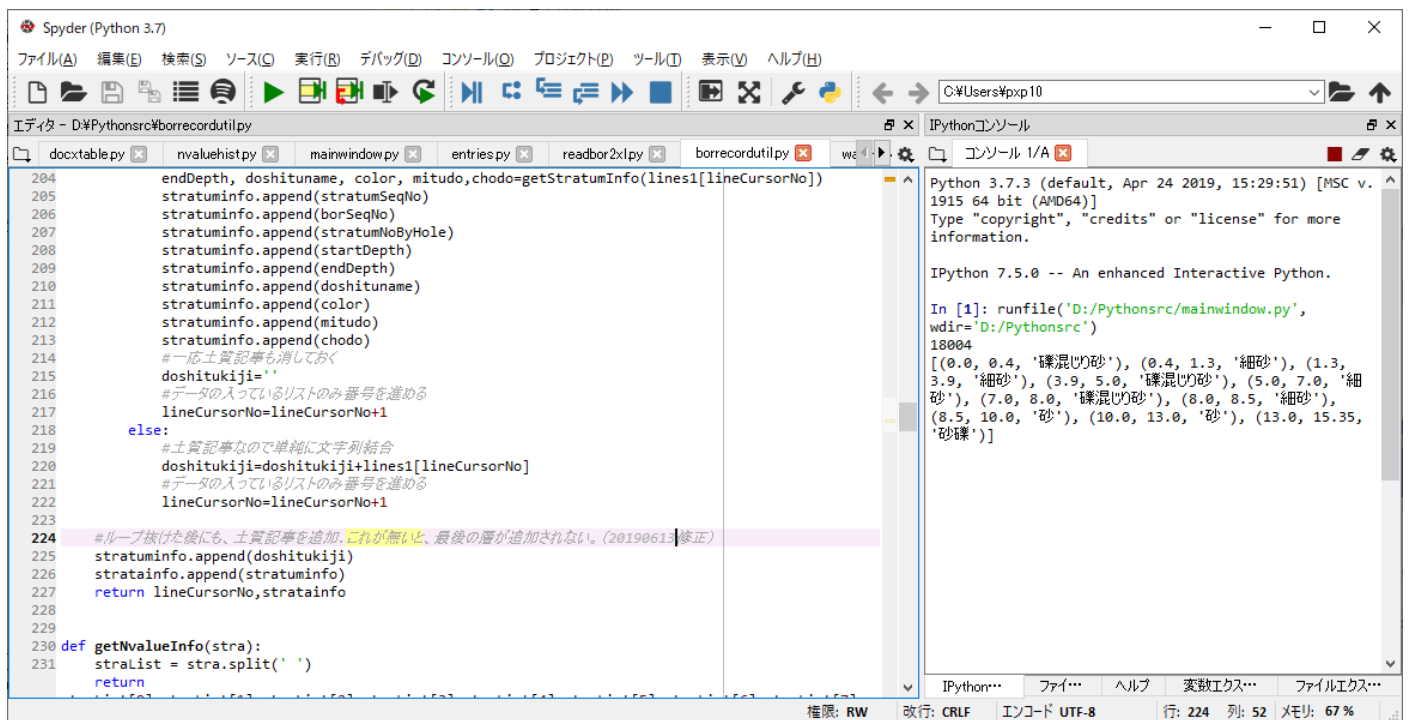 Spyder (Python 3.7)
ファイル(A) 編集(E) 検索(S) ソース(C) 実行(R) デバッグ(D) コンソール(O) プロジェクト(P) ツール(T) 表示(V) ヘルプ(H)
C:¥Users¥pxp10
エディタ - D:¥Pythonsrc¥borrecordutil.py
docxtable.py nvaluehist.py mainwindow.py entries.py readbor2xl.py borrecordutil.py
204 endDepth, doshituname, color, mitudo,chodo=getStratumInfo(lines1[lineCursorNo])
205 stratuminfo.append(stratumSeqNo)
206 stratuminfo.append(borSeqNo)
207 stratuminfo.append(stratumNoByHole)
208 stratuminfo.append(startDepth)
209 stratuminfo.append(endDepth)
210 stratuminfo.append(doshituname)
211 stratuminfo.append(color)
212 stratuminfo.append(mitudo)
213 stratuminfo.append(chodo)
214 #一応土質記事も消しておく
215 doshitukiji=''
216 #データの入っているリストのみ番号を進める
217 lineCursorNo=lineCursorNo+1
218 else:
219 #土質記事なので単純に文字列結合
220 doshitukiji=doshitukiji+lines1[lineCursorNo]
221 #データの入っているリストのみ番号を進める
222 lineCursorNo=lineCursorNo+1
223
224 #ループ抜けた後にも、土質記事を追加.これが無いと、最後の層が追加されない。(20190613修正)
225 stratuminfo.append(doshitukiji)
226 stratainfo.append(stratuminfo)
227 return lineCursorNo,stratainfo
228
229
230 def getNvalueInfo(stra):
231 straList = stra.split(' ')
return
IPythonコンソール
コンソール 1/A
Python 3.7.3 (default, Apr 24 2019, 15:29:51) [MSC v.
1915 64 bit (AMD64)]
Type "copyright", "credits" or "license" for more
information.
IPython 7.5.0 -- An enhanced Interactive Python.
In [1]: runfile('D:/Pythonsrc/mainwindow.py',
wdir='D:/Pythonsrc')
18004
[(0.0, 0.4, '礫混じり砂'), (0.4, 1.3, '細砂'), (1.3,
3.9, '細砂'), (3.9, 5.0, '礫混じり砂'), (5.0, 7.0, '細
砂'), (7.0, 8.0, '礫混じり砂'), (8.0, 8.5, '細砂'),
(8.5, 10.0, '砂'), (10.0, 13.0, '砂'), (13.0, 15.35,
'砂礫')]
IPython… ファイ… ヘルプ 変数エクス… ファイルエクス…
権限: RW 改行: CRLF エンコード UTF-8 行: 224 列: 52 メモリ: 67 %